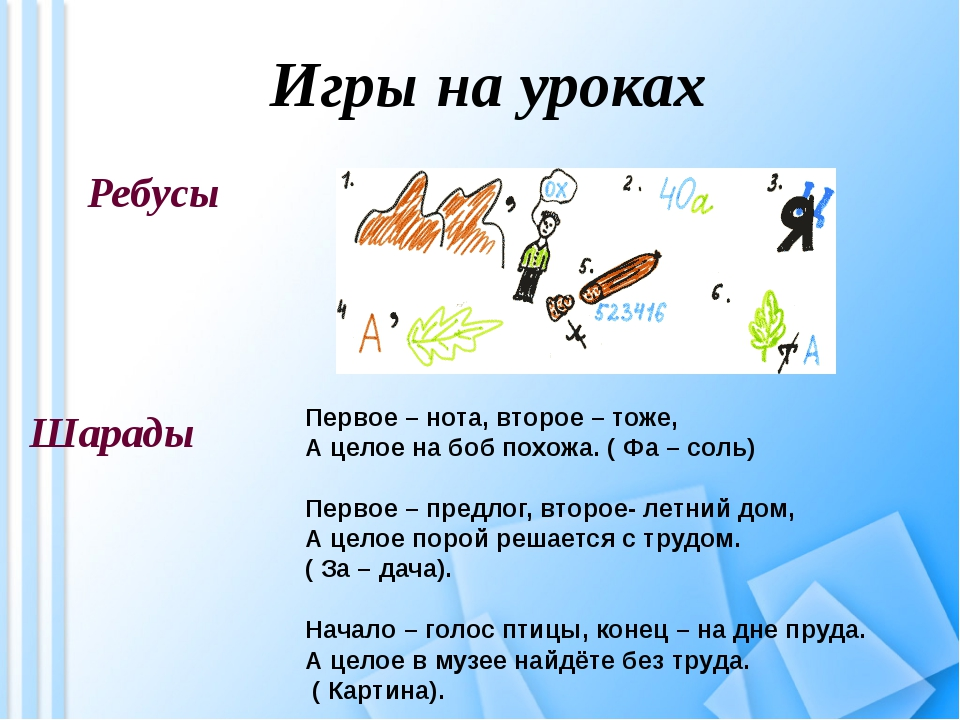 Игры на уроках
Ребусы
1.
,
ох
2.
40а
3.
Я Ц
4
А ,
5.
523416
х
6.
т А
Шарады
Первое – нота, второе – тоже,
А целое на боб похожа. ( Фа – соль)
Первое – предлог, второе- летний дом,
А целое порой решается с трудом.
( За – дача).
Начало – голос птицы, конец – на дне пруда.
А целое в музее найдёте без труда.
( Картина).